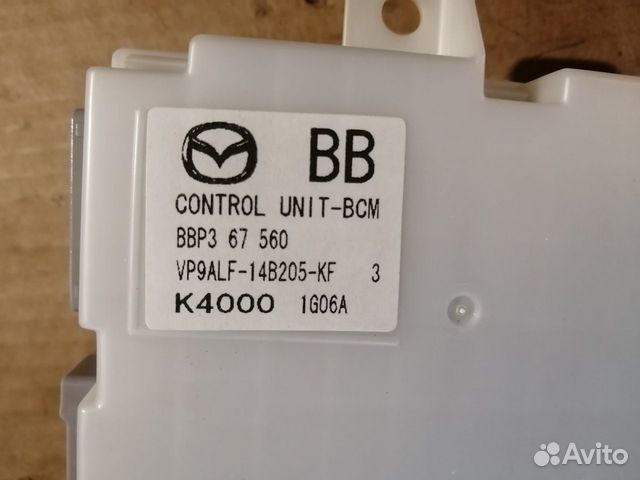 BB
CONTROL UNIT-BCM
BBP3 67 560
VP9ALF-14B205-KF 3
K4000 1G06A
Avito